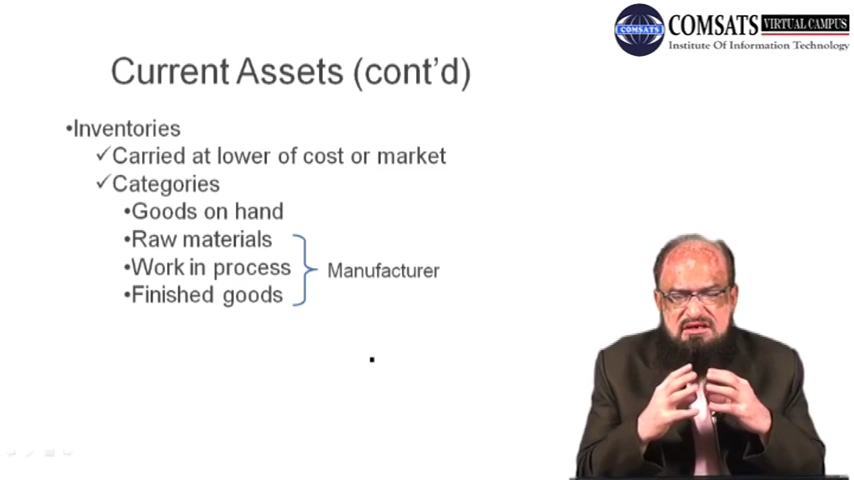 COMSATS VIRTUAL CAMPUS
COMSATS
Institute Of Information Technology
Current Assets (cont'd)
•Inventories
✓Carried at lower of cost or market
✓Categories
•Goods on hand
•Raw materials
•Work in process
•Finished goods
Manufacturer